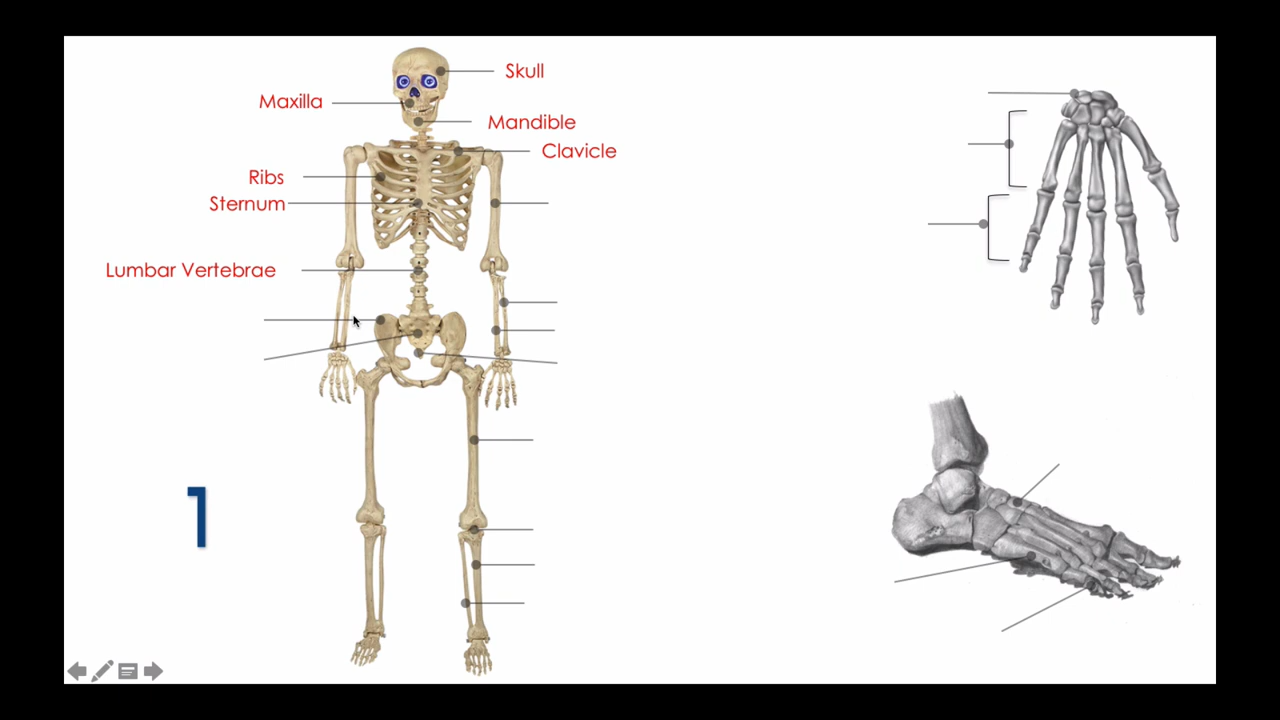 Skull
Maxilla
Mandible
Clavicle
Ribs
Sternum
Lumbar Vertebrae
1